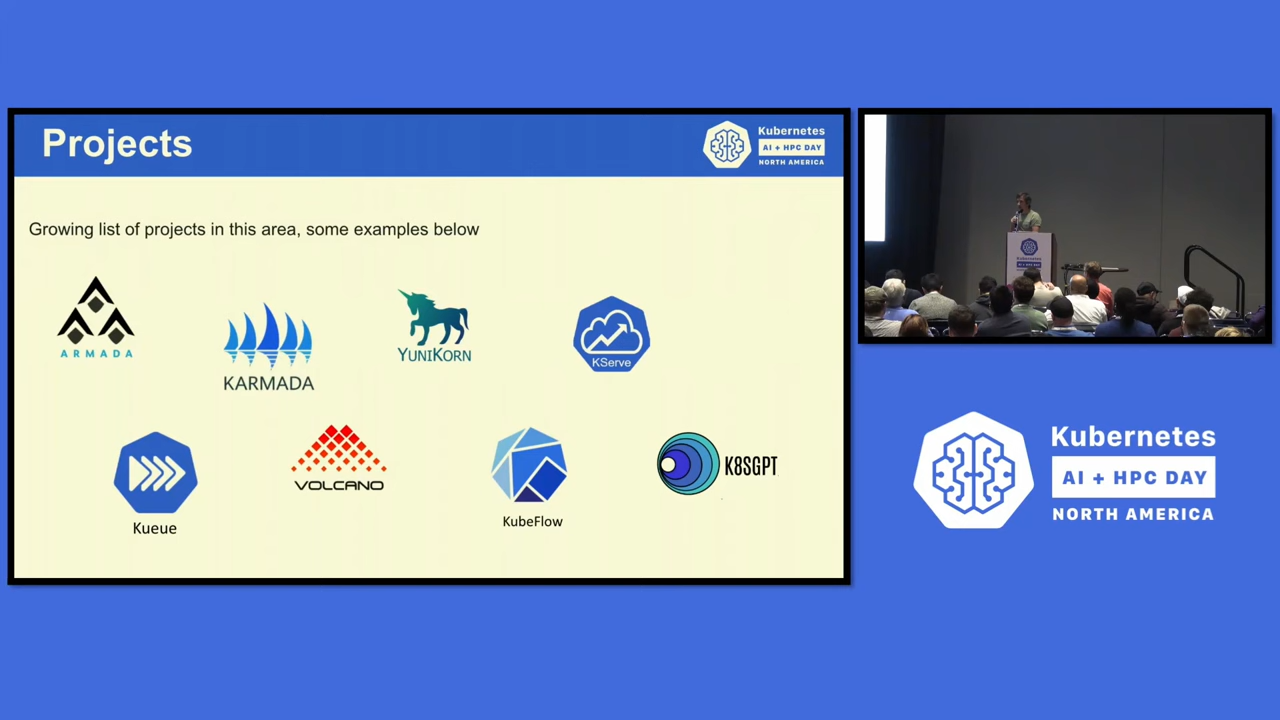 Projects
Kubernetes
AI + HPC DAY
NORTH AMERICA
Growing list of projects in this area, some examples below
ARMADA
KARMADA
YUNIKORN
KServe
Kueue
VOLCANO
KubeFlow
K8SGPT
Kubernetes
AI + HPC DAY
NORTH AMERICA